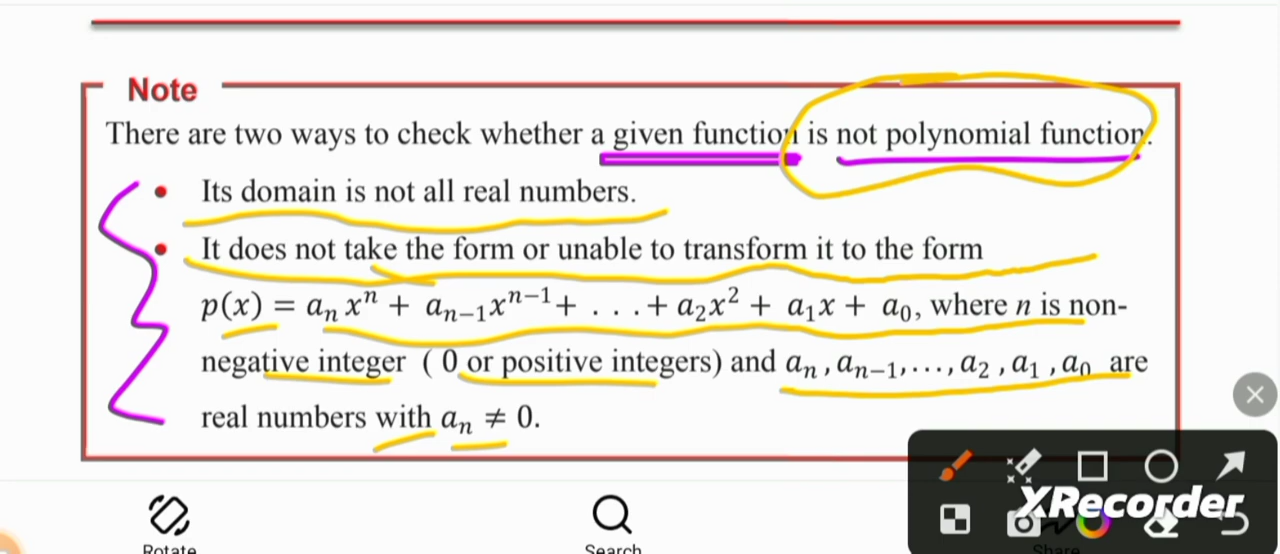 Note
There are two ways to check whether a given function is not polynomial function.
• Its domain is not all real numbers.
• It does not take the form or unable to transform it to the form
p(x) = aₙ xⁿ + aₙ₋₁xⁿ⁻¹+ . . . + a₂x² + a₁x + a₀, where n is non-
negative integer ( 0 or positive integers) and aₙ , aₙ₋₁, . . . , a₂ , a₁ , a₀ are
real numbers with aₙ ≠ 0.
XRecorder
Rotate
Search
Share